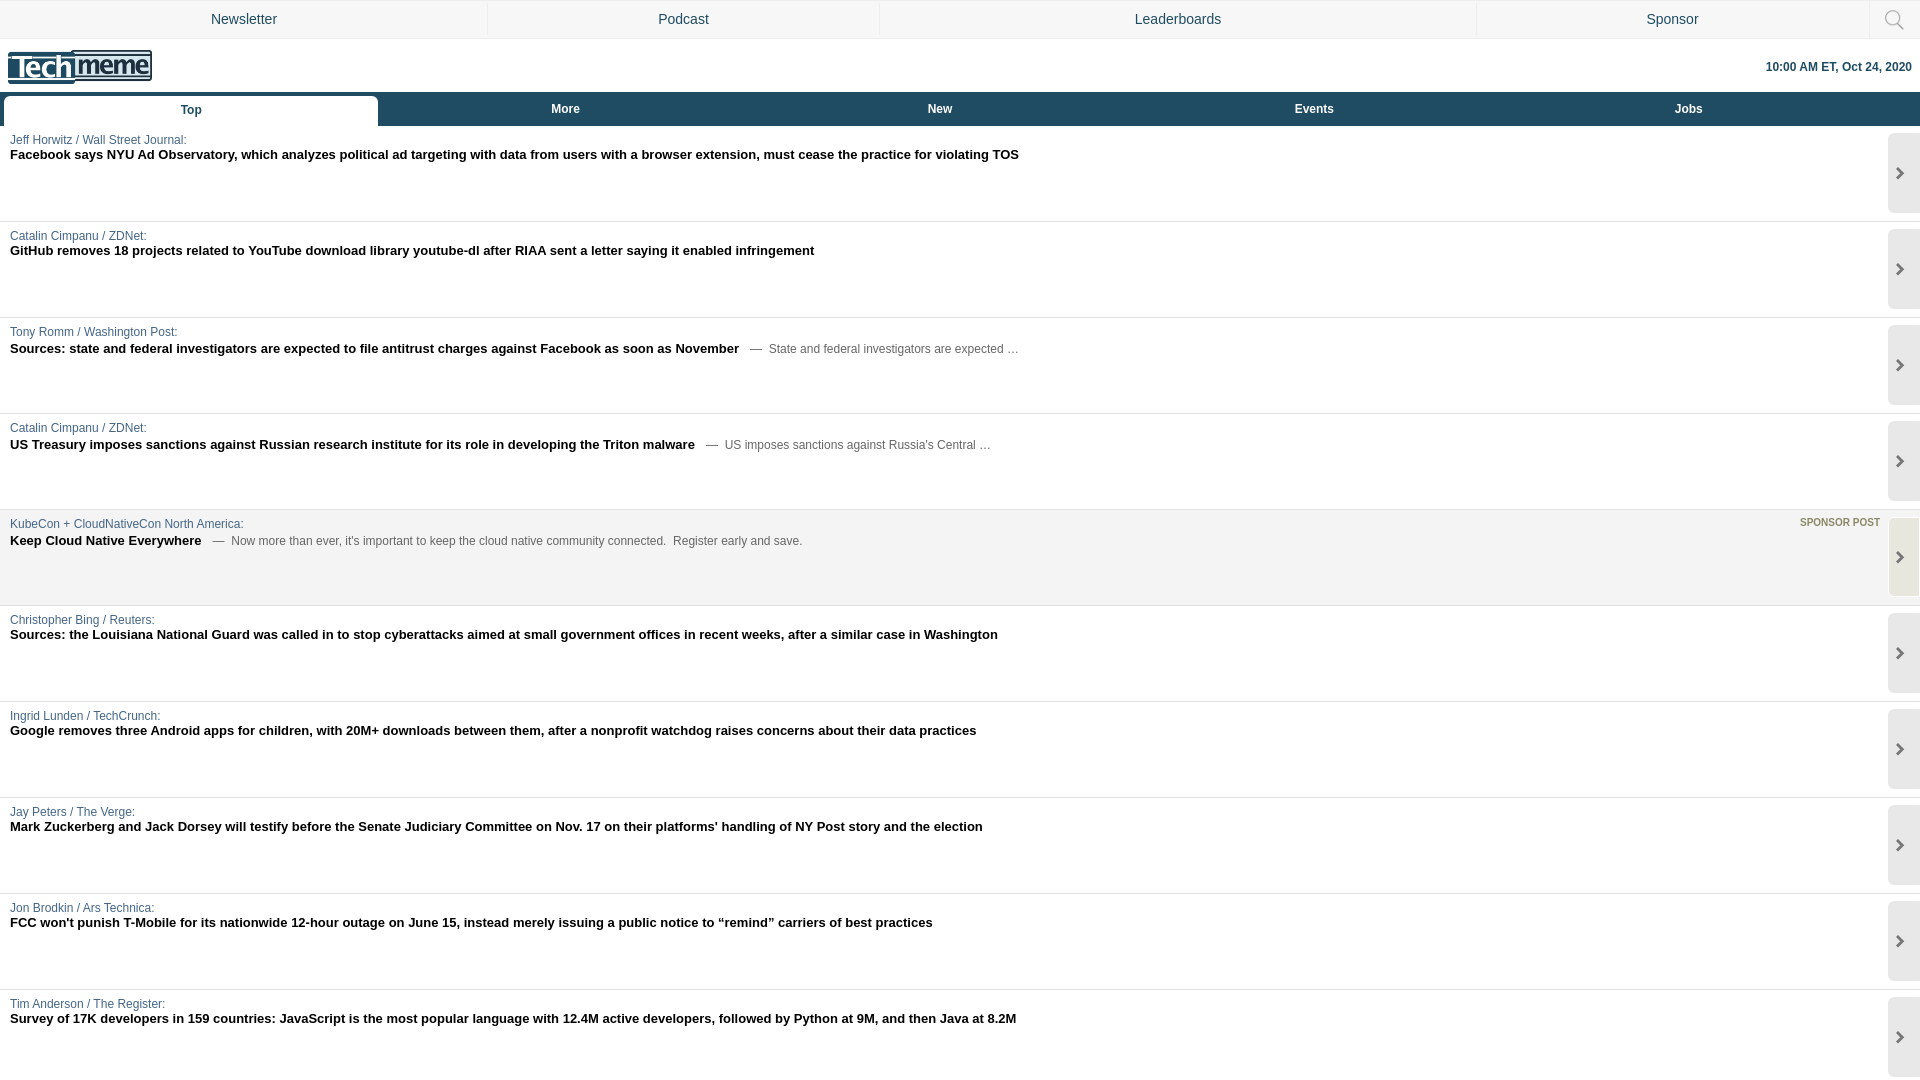 Newsletter
Podcast
Leaderboards
Sponsor
Techmeme
10:00 AM ET, Oct 24, 2020
Top
More
New
Events
Jobs
Jeff Horwitz / Wall Street Journal:
Facebook says NYU Ad Observatory, which analyzes political ad targeting with data from users with a browser extension, must cease the practice for violating TOS
Catalin Cimpanu / ZDNet:
GitHub removes 18 projects related to YouTube download library youtube-dl after RIAA sent a letter saying it enabled infringement
Tony Romm / Washington Post:
Sources: state and federal investigators are expected to file antitrust charges against Facebook as soon as November — State and federal investigators are expected …
Catalin Cimpanu / ZDNet:
US Treasury imposes sanctions against Russian research institute for its role in developing the Triton malware — US imposes sanctions against Russia's Central …
KubeCon + CloudNativeCon North America:
SPONSOR POST
Keep Cloud Native Everywhere — Now more than ever, it's important to keep the cloud native community connected. Register early and save.
Christopher Bing / Reuters:
Sources: the Louisiana National Guard was called in to stop cyberattacks aimed at small government offices in recent weeks, after a similar case in Washington
Ingrid Lunden / TechCrunch:
Google removes three Android apps for children, with 20M+ downloads between them, after a nonprofit watchdog raises concerns about their data practices
Jay Peters / The Verge:
Mark Zuckerberg and Jack Dorsey will testify before the Senate Judiciary Committee on Nov. 17 on their platforms' handling of NY Post story and the election
Jon Brodkin / Ars Technica:
FCC won't punish T-Mobile for its nationwide 12-hour outage on June 15, instead merely issuing a public notice to “remind” carriers of best practices
Tim Anderson / The Register:
Survey of 17K developers in 159 countries: JavaScript is the most popular language with 12.4M active developers, followed by Python at 9M, and then Java at 8.2M